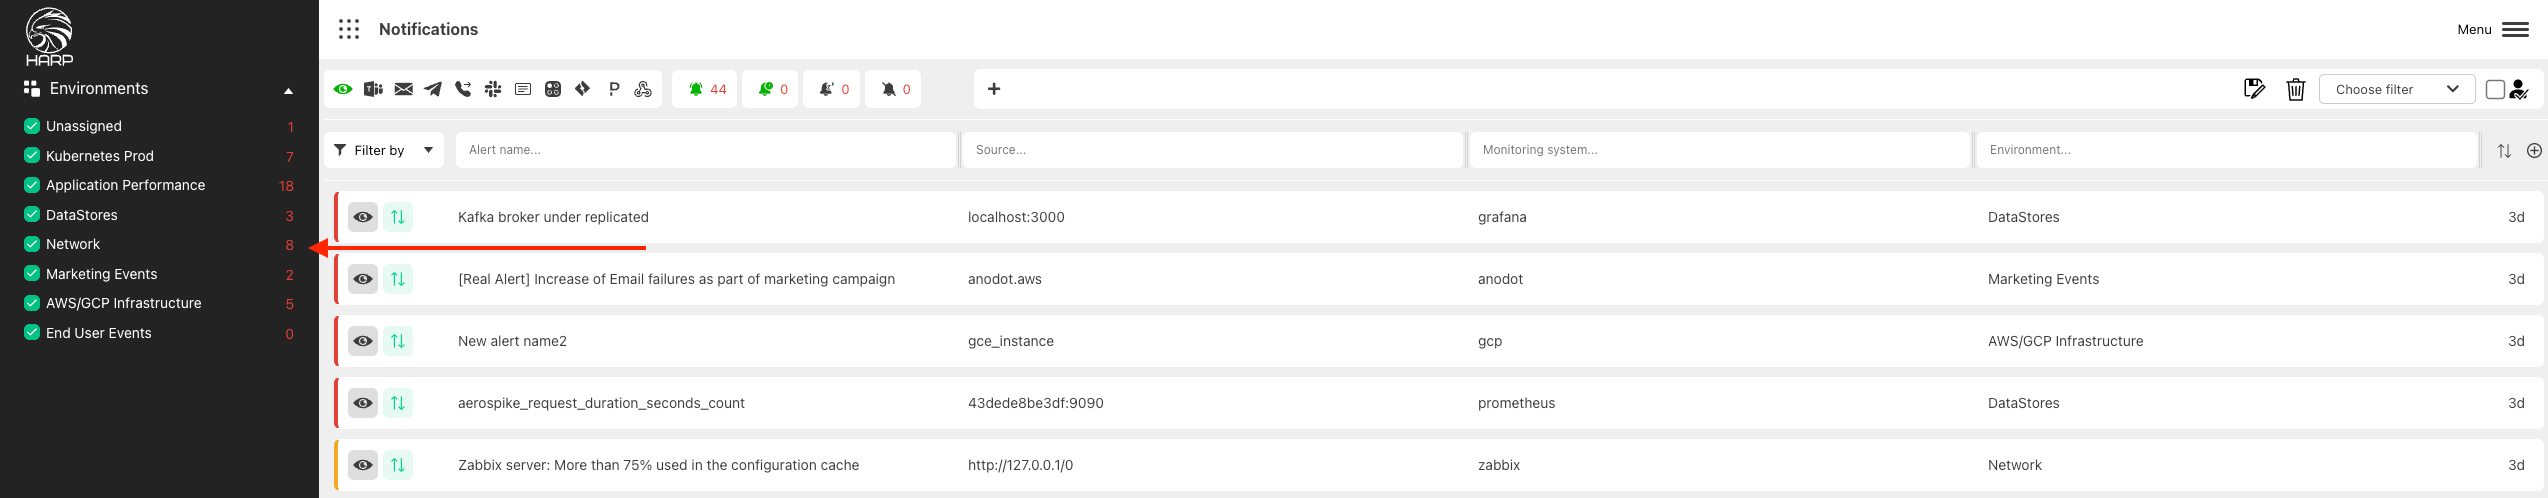 HARP
Notifications
Menu
Environments
Unassigned 1
Kubernetes Prod 7
Application Performance 18
DataStores 3
Network 8
Marketing Events 2
AWS/GCP Infrastructure 5
End User Events 0
44 0 0 0
Choose filter
Filter by Alert name... Source... Monitoring system... Environment...
Kafka broker under replicated localhost:3000 grafana DataStores 3d
[Real Alert] Increase of Email failures as part of marketing campaign anodot.aws anodot Marketing Events 3d
New alert name2 gce_instance gcp AWS/GCP Infrastructure 3d
aerospike_request_duration_seconds_count 43dede8be3df:9090 prometheus DataStores 3d
Zabbix server: More than 75% used in the configuration cache http://127.0.0.1/0 zabbix Network 3d